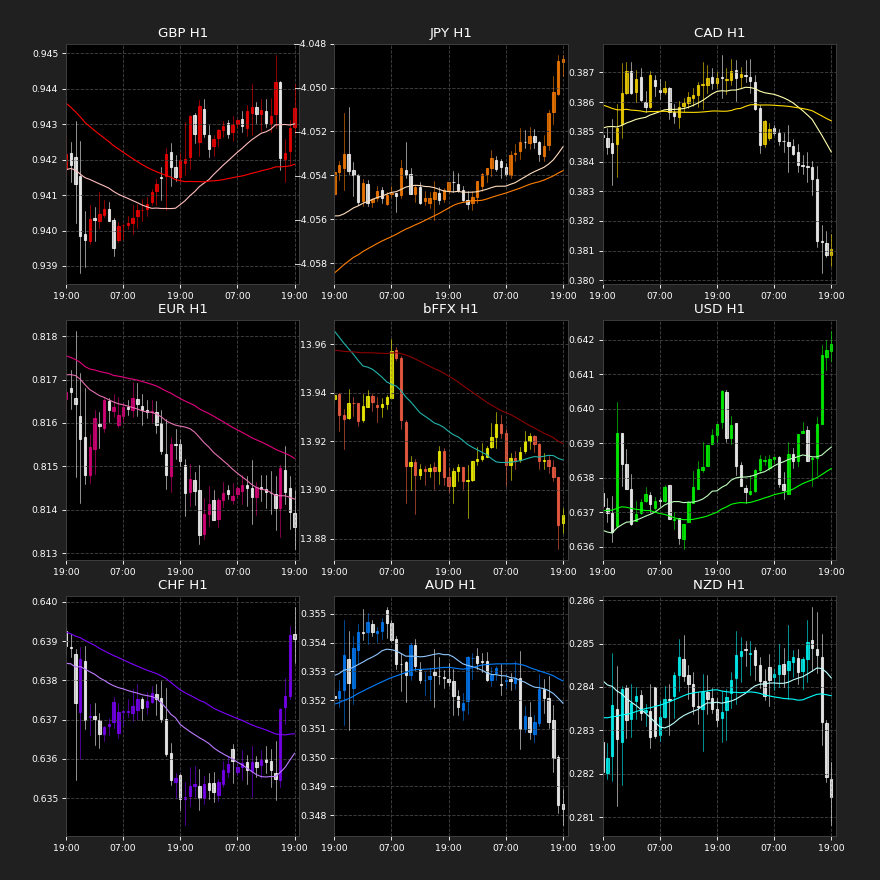 GBP H1 JPY H1 CAD H1
0.945 −4.048
0.944 −4.050 0.387
0.943 −4.052 0.386
0.942 −4.054 0.385
0.941 −4.056 0.384
0.940 −4.058 0.383
0.939 0.382
0.381
0.380
19:00 07:00 19:00 07:00 19:00 19:00 07:00 19:00 07:00 19:00 19:00 07:00 19:00 07:00 19:00
EUR H1 bFFX H1 USD H1
0.818 13.96 0.642
0.817 13.94 0.641
0.816 13.92 0.640
0.815 13.90 0.639
0.814 13.88 0.638
0.813 0.637
0.636
19:00 07:00 19:00 07:00 19:00 19:00 07:00 19:00 07:00 19:00 19:00 07:00 19:00 07:00 19:00
CHF H1 AUD H1 NZD H1
0.640 0.355 0.286
0.639 0.354 0.285
0.638 0.353 0.284
0.637 0.352 0.283
0.636 0.351 0.282
0.635 0.350 0.281
0.349
0.348
19:00 07:00 19:00 07:00 19:00 19:00 07:00 19:00 07:00 19:00 19:00 07:00 19:00 07:00 19:00